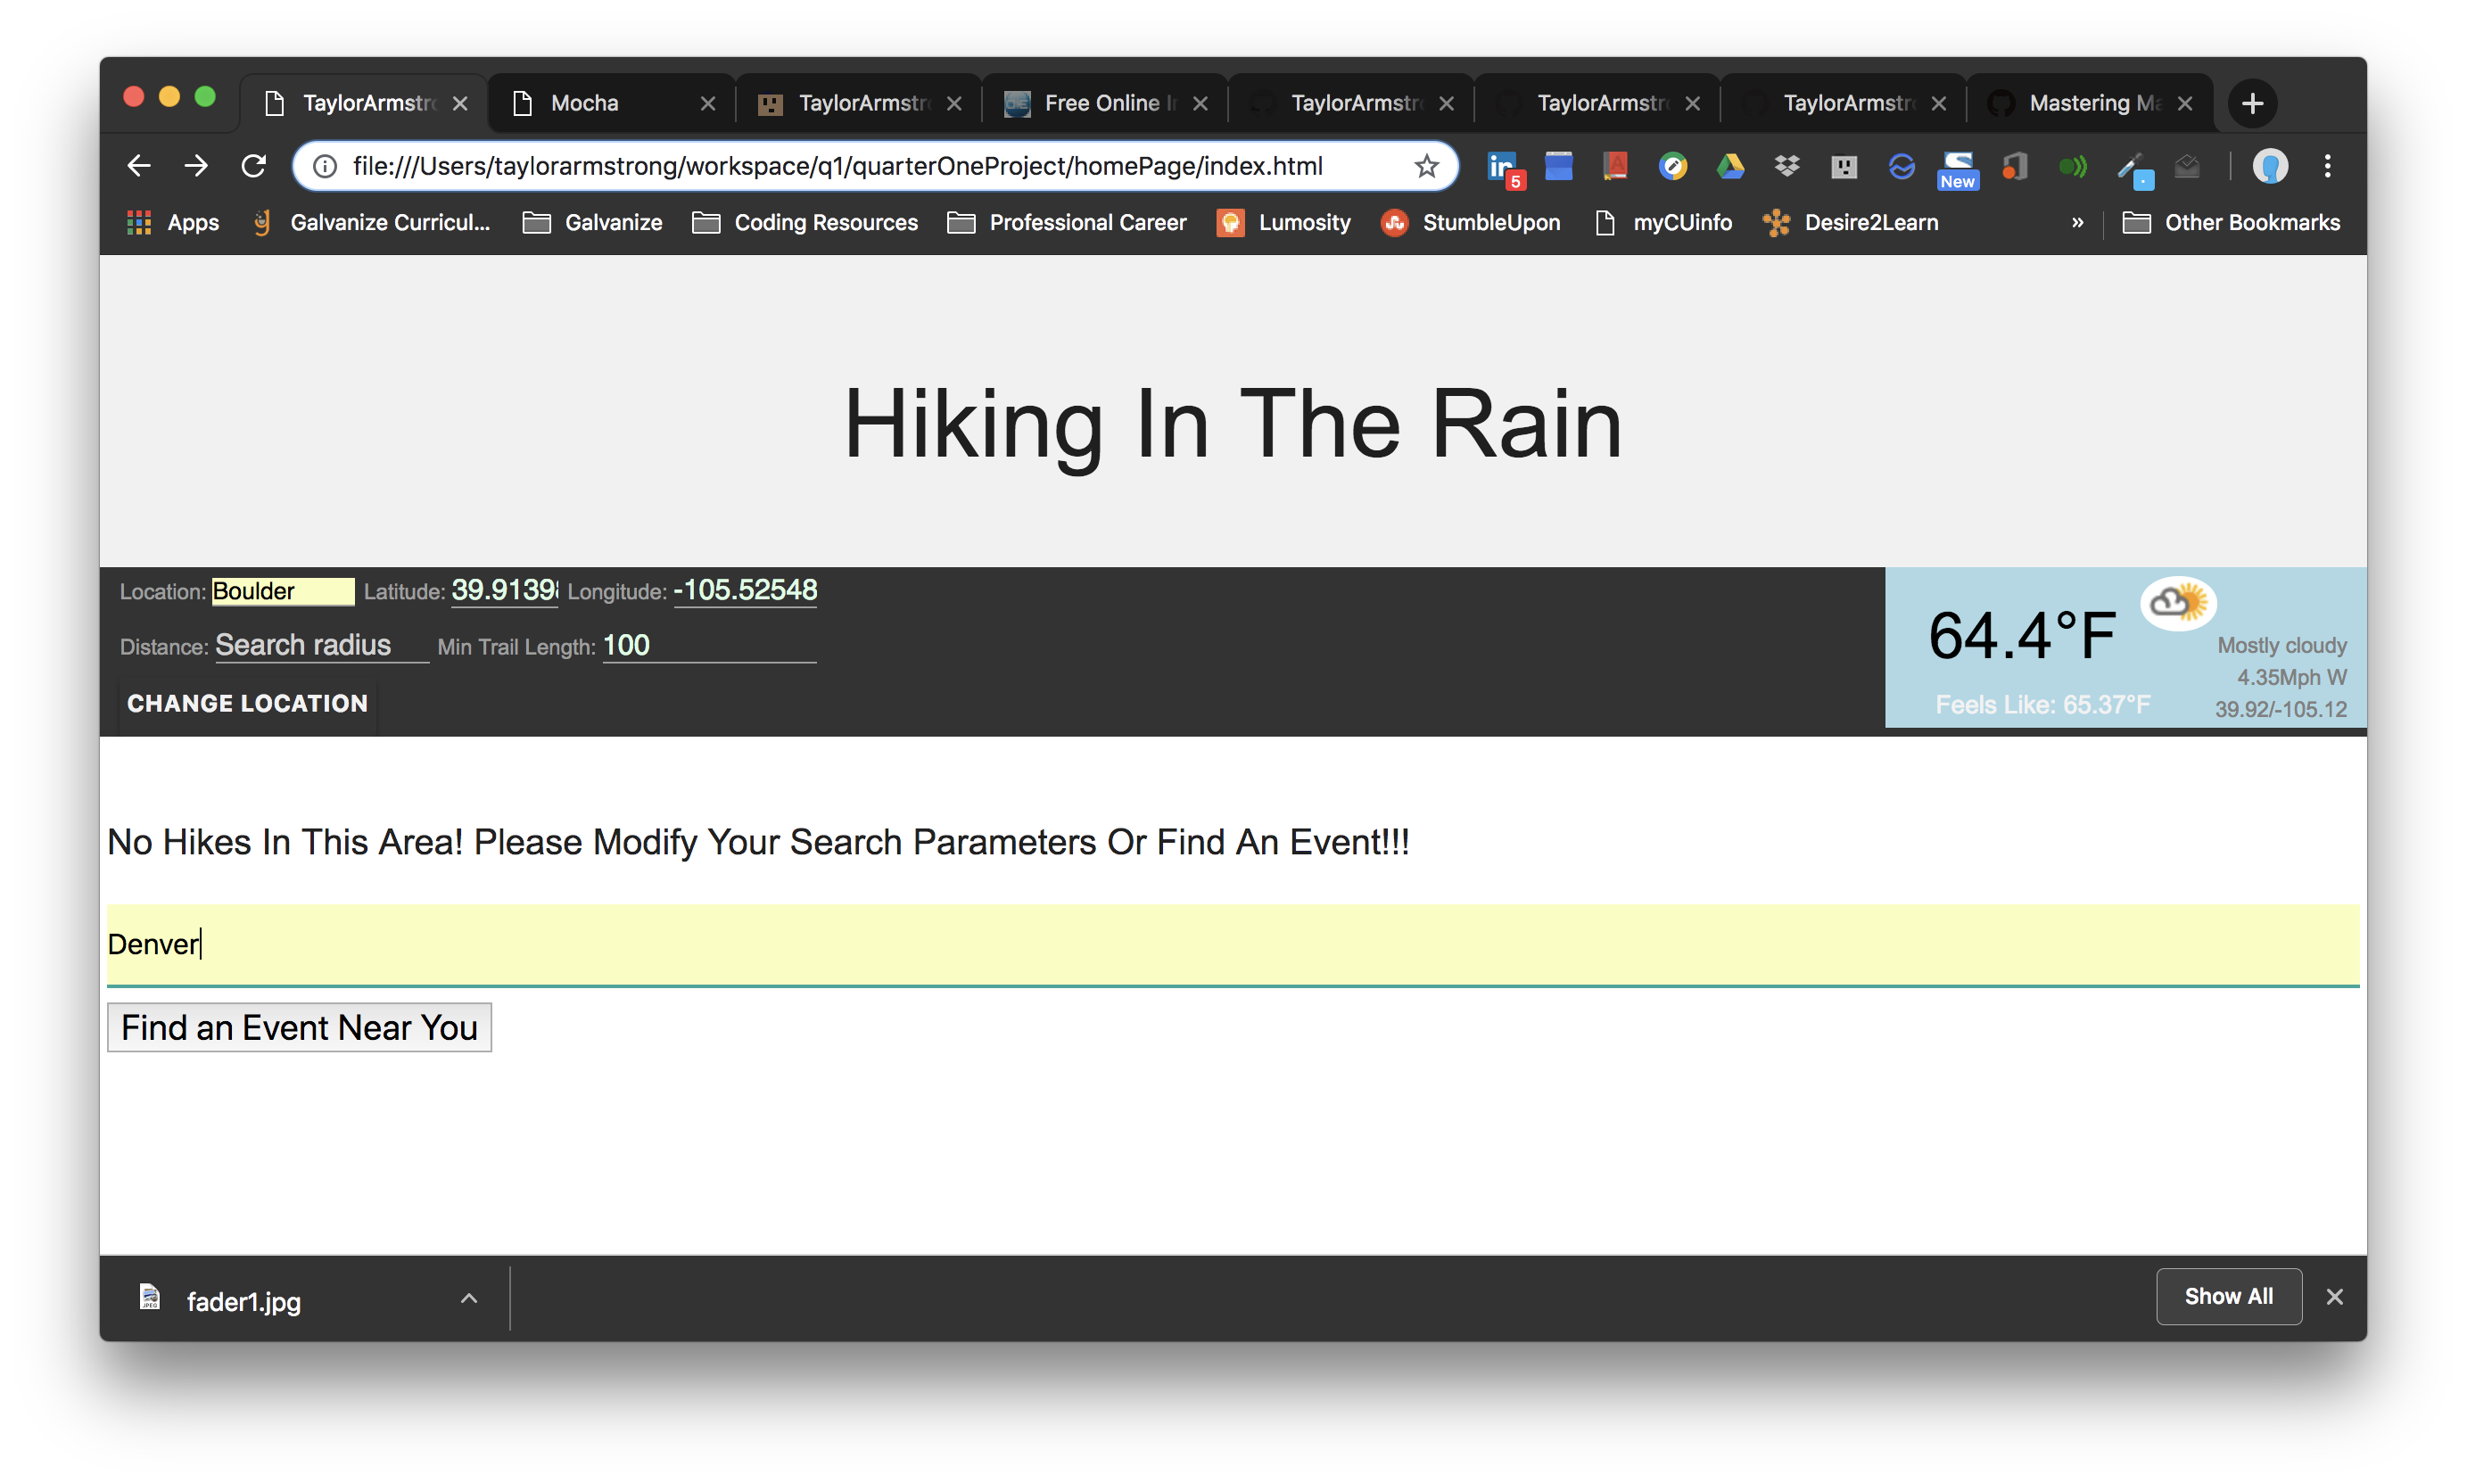 TaylorArmstr
Mocha
TaylorArmstr
Free Online I
TaylorArmstr
TaylorArmstr
TaylorArmstr
Mastering Ma
file:///Users/taylorarmstrong/workspace/q1/quarterOneProject/homePage/index.html
5
New
Apps
Galvanize Curricul...
Galvanize
Coding Resources
Professional Career
Lumosity
StumbleUpon
myCUinfo
Desire2Learn
»
Other Bookmarks
Hiking In The Rain
Location: Boulder Latitude: 39.91398 Longitude: -105.52548
Distance: Search radius Min Trail Length: 100
CHANGE LOCATION
64.4°F
Mostly cloudy
4.35Mph W
Feels Like: 65.37°F
39.92/-105.12
No Hikes In This Area! Please Modify Your Search Parameters Or Find An Event!!!
Denver
Find an Event Near You
fader1.jpg
Show All